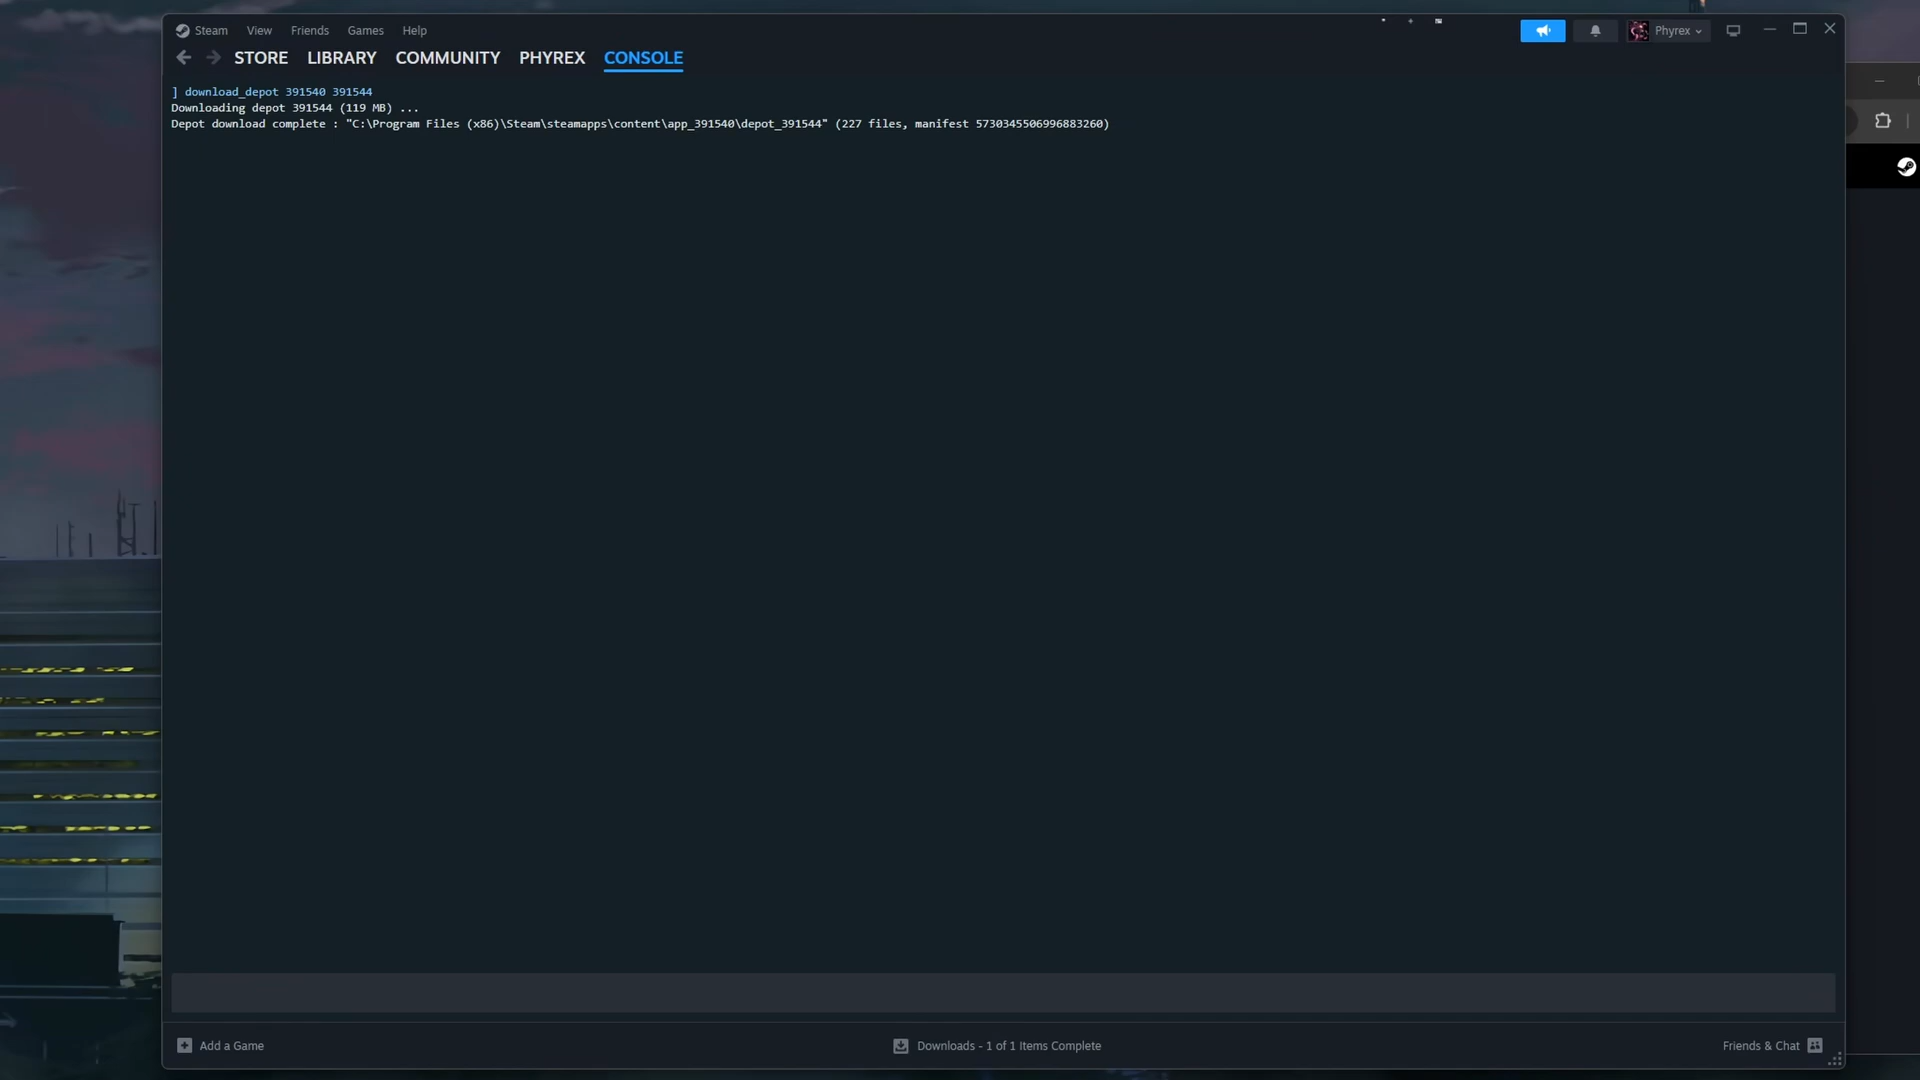 Steam View Friends Games Help
Phyrex
STORE LIBRARY COMMUNITY PHYREX CONSOLE
] download_depot 391540 391544
Downloading depot 391544 (119 MB) ...
Depot download complete : "C:\Program Files (x86)\Steam\steamapps\content\app_391540\depot_391544" (227 files, manifest 5730345506996883260)
Add a Game
Downloads - 1 of 1 Items Complete
Friends & Chat